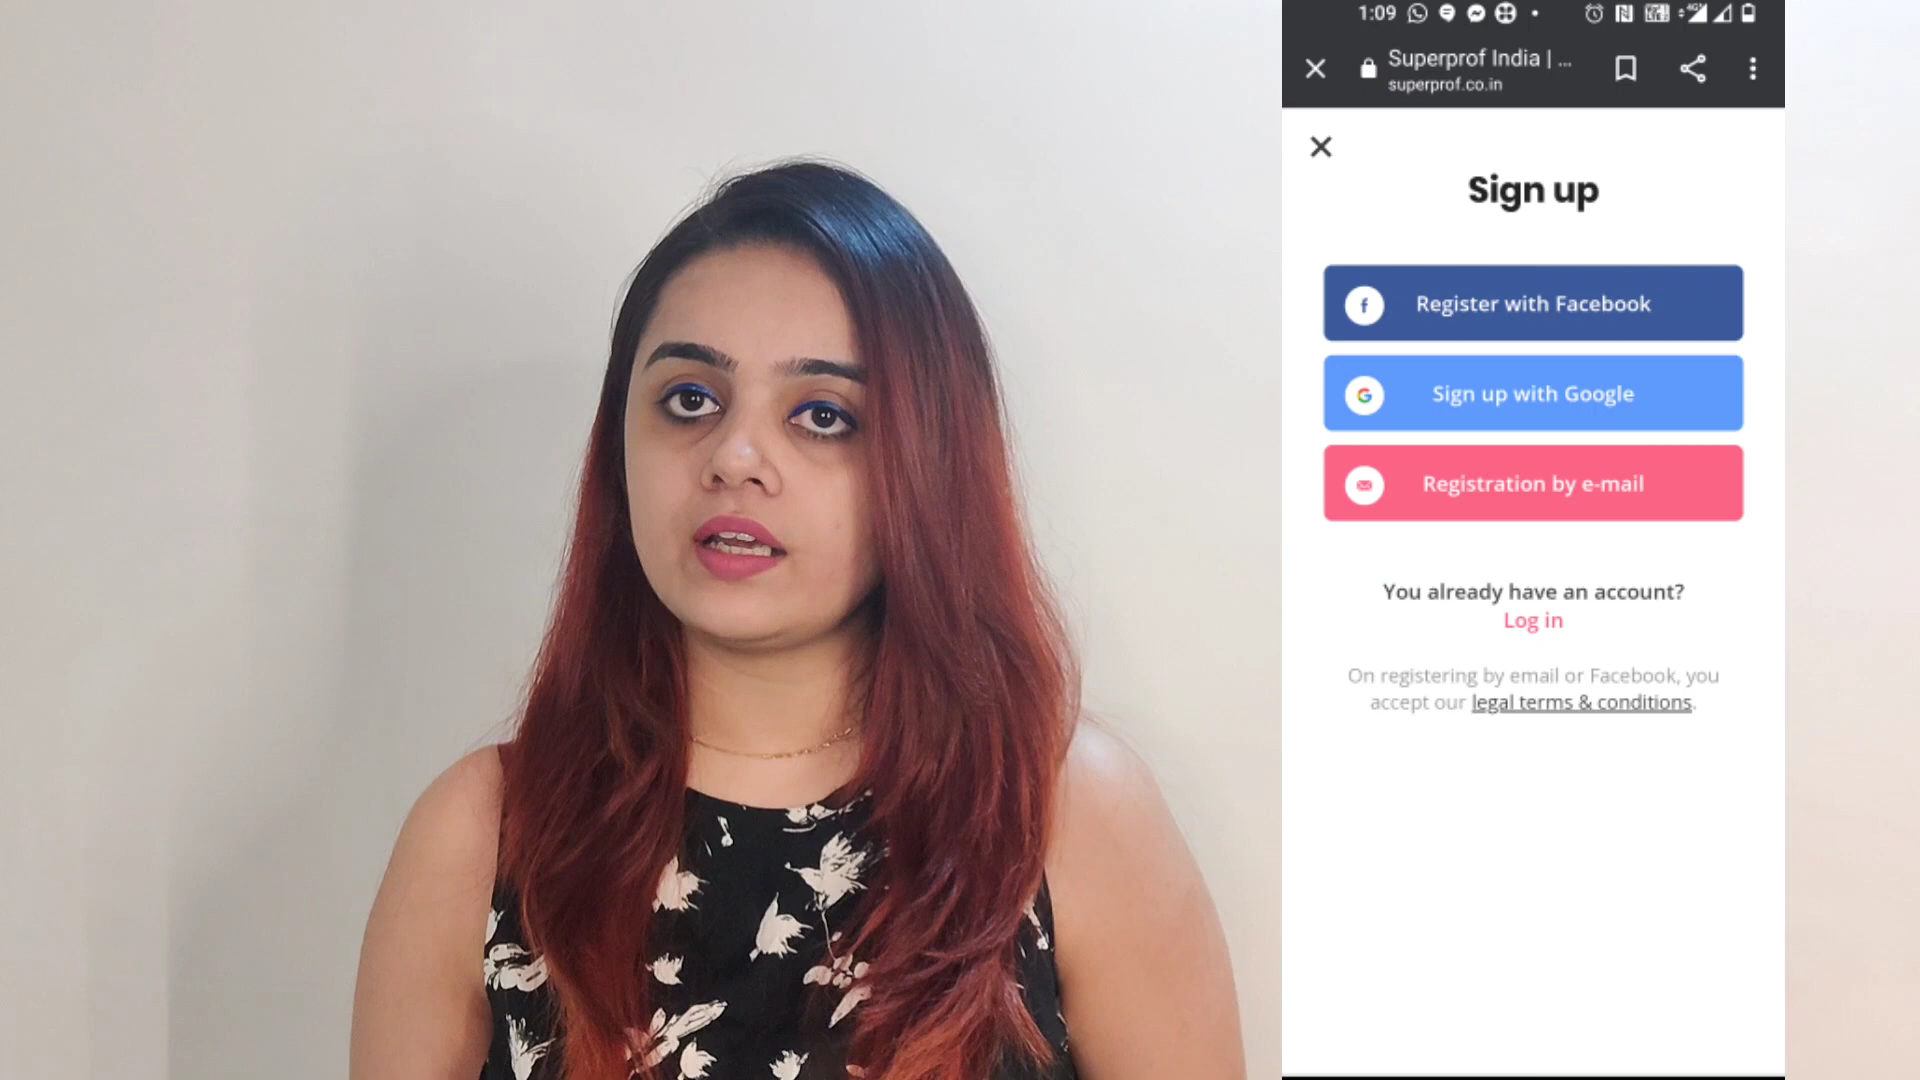 1:09
Superprof India | ...
superprof.co.in
Sign up
Register with Facebook
Sign up with Google
Registration by e-mail
You already have an account?
Log in
On registering by email or Facebook, you
accept our legal terms & conditions.